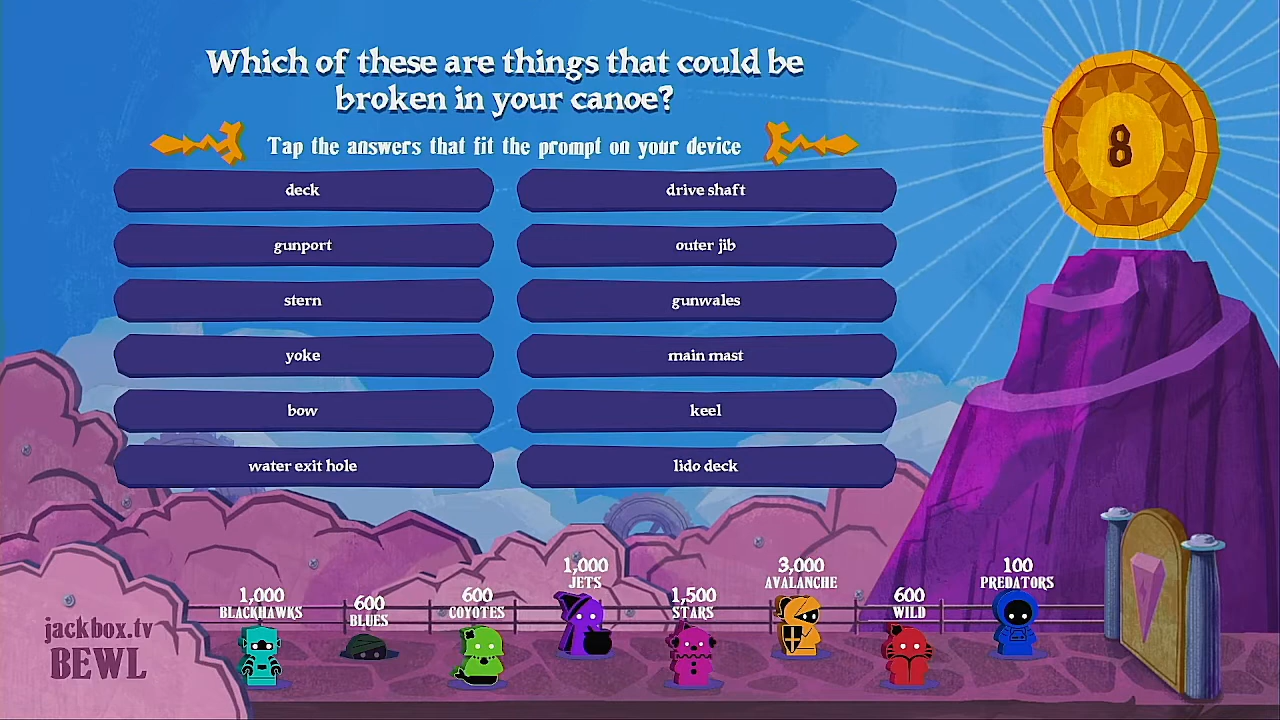 Which of these are things that could be
broken in your canoe?
Tap the answers that fit the prompt on your device
8
deck
drive shaft
gunport
outer jib
stern
gunwales
yoke
main mast
bow
keel
water exit hole
lido deck
1,000
BLACKHAWKS
600
BLUES
600
COYOTES
1,000
JETS
1,500
STARS
3,000
AVALANCHE
600
WILD
100
PREDATORS
jackbox.tv
BEWL